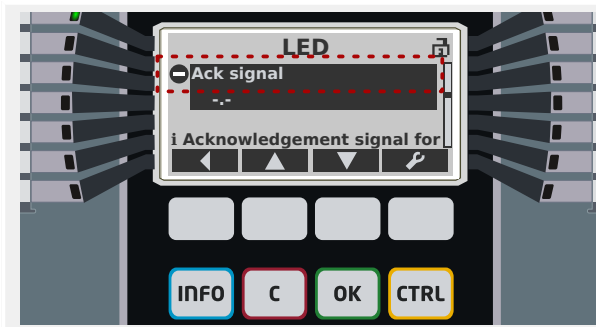 LED
Ack signal
-.-
i Acknowledgement signal for
INFO C OK CTRL